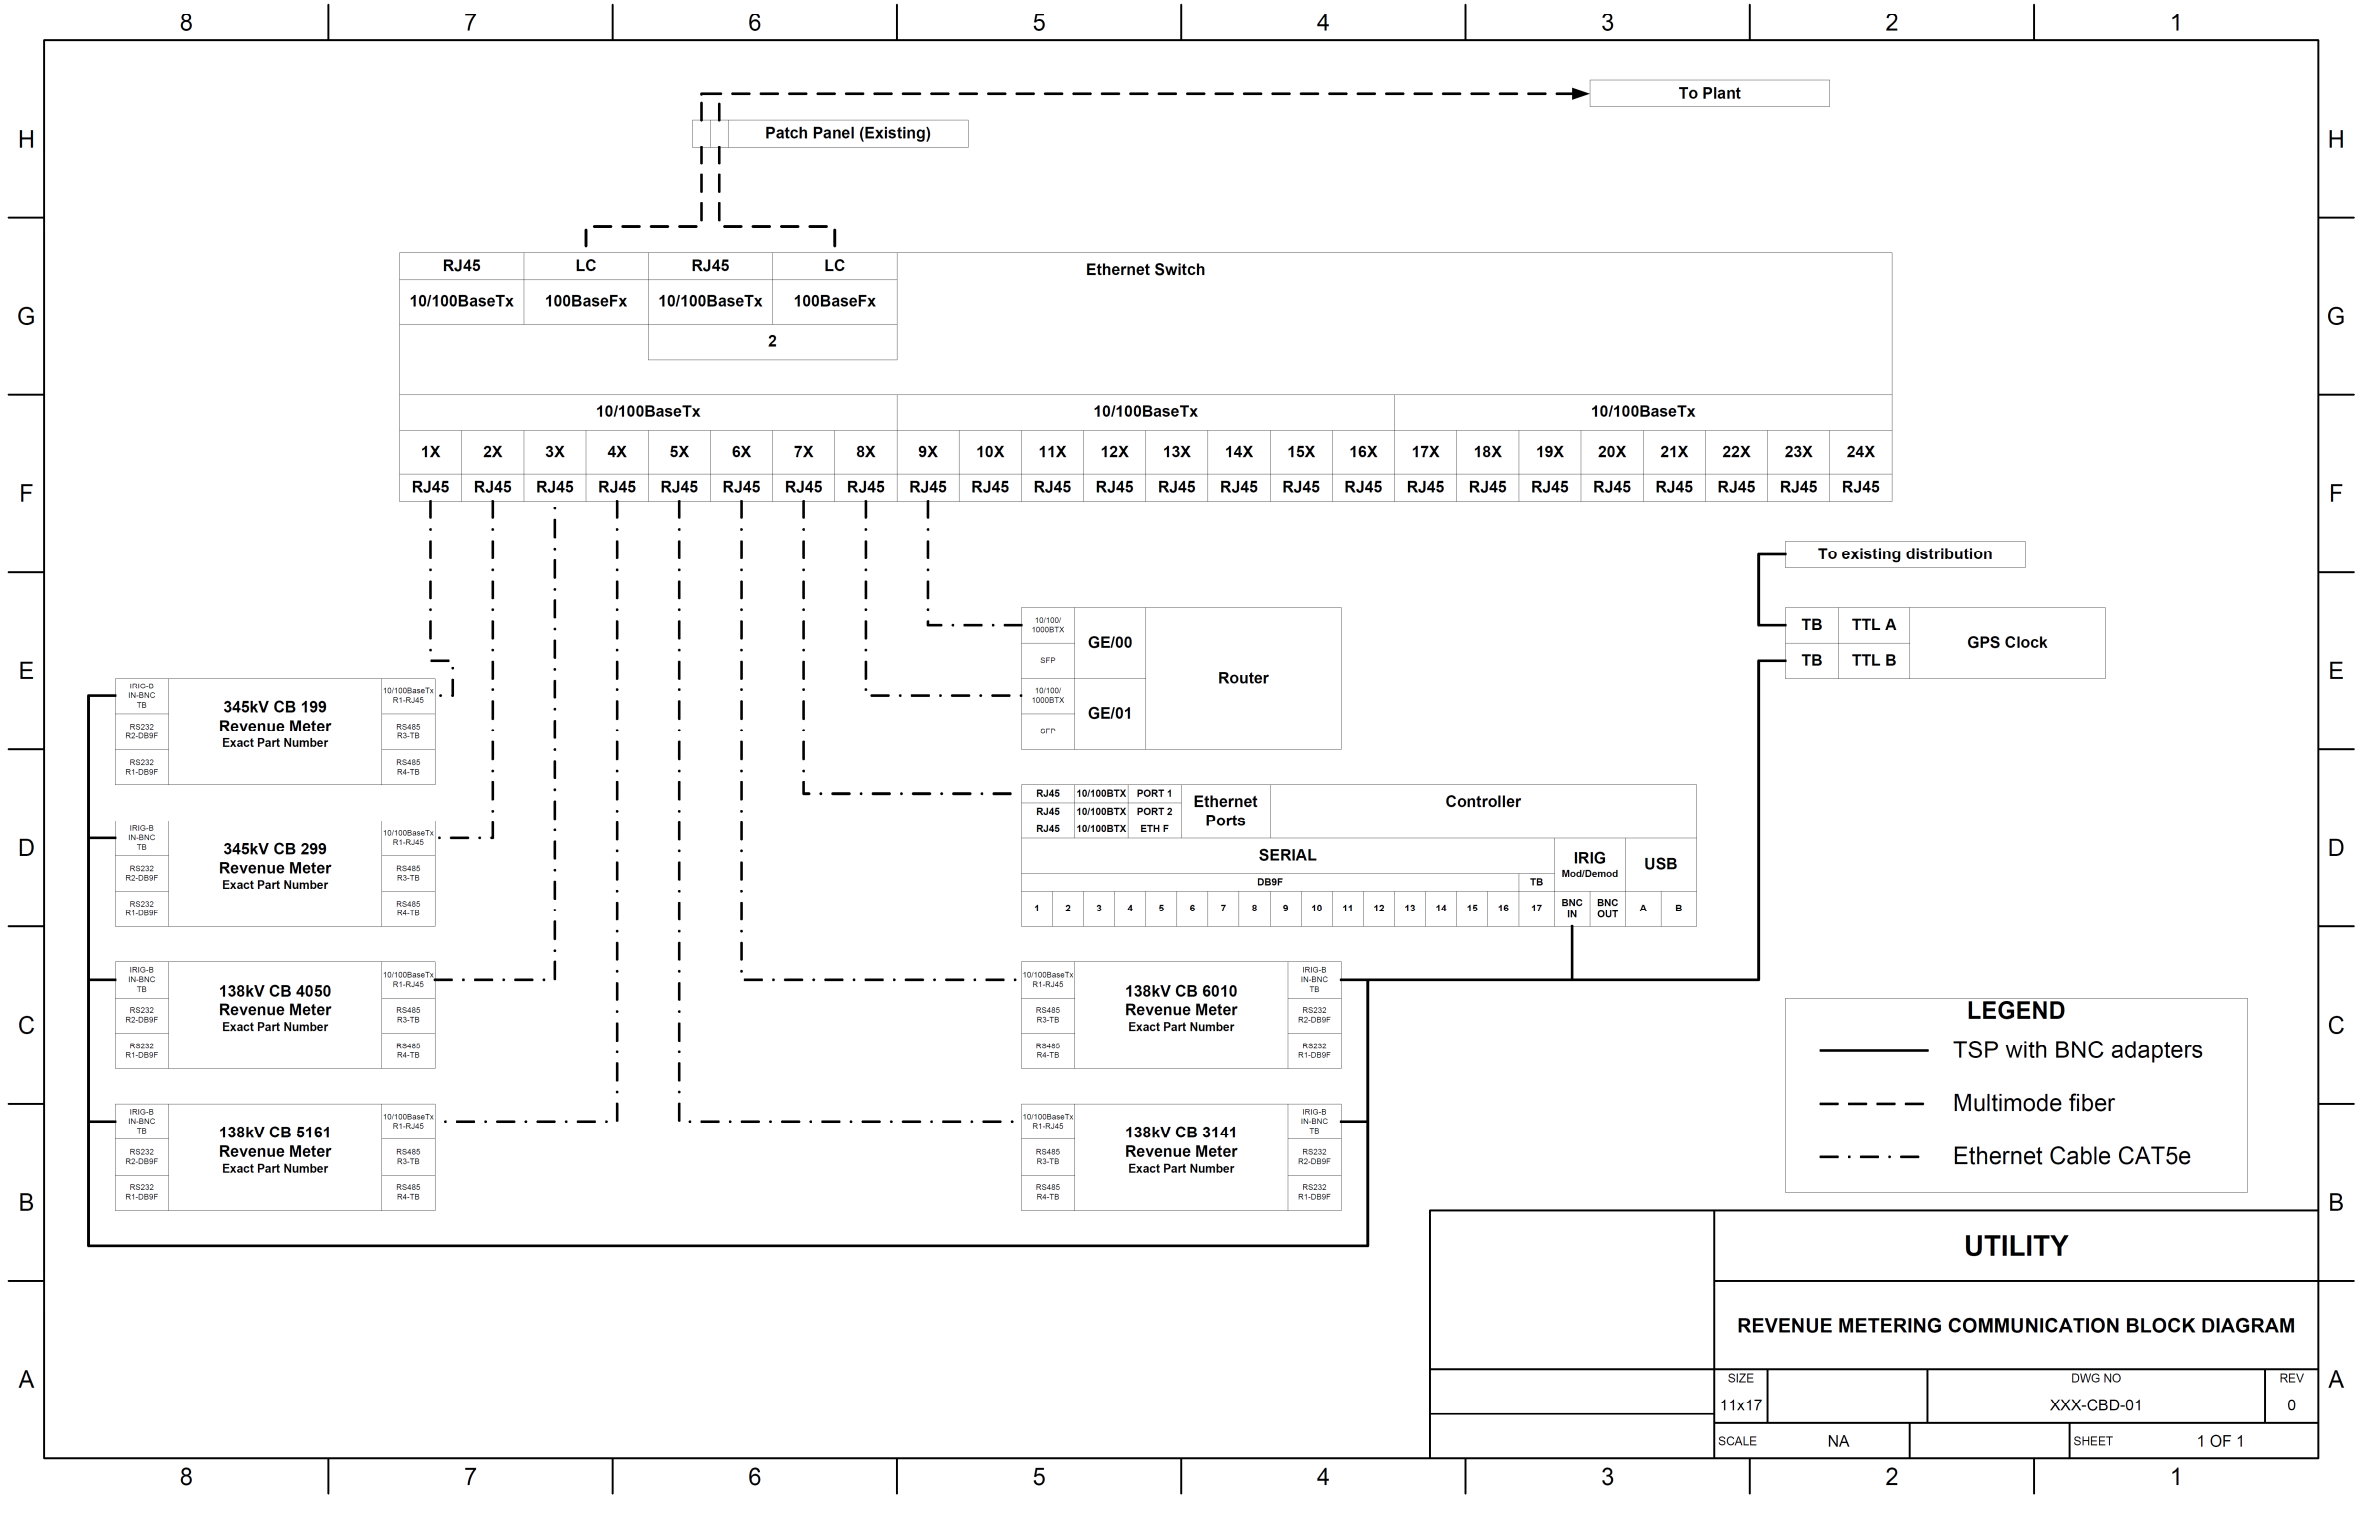 8 7 6 5 4 3 2 1
To Plant
H Patch Panel (Existing) H
RJ45 LC RJ45 LC Ethernet Switch
10/100BaseTx 100BaseFx 10/100BaseTx 100BaseFx
G G
2
10/100BaseTx 10/100BaseTx 10/100BaseTx
1X 2X 3X 4X 5X 6X 7X 8X 9X 10X 11X 12X 13X 14X 15X 16X 17X 18X 19X 20X 21X 22X 23X 24X
RJ45 RJ45 RJ45 RJ45 RJ45 RJ45 RJ45 RJ45 RJ45 RJ45 RJ45 RJ45 RJ45 RJ45 RJ45 RJ45 RJ45 RJ45 RJ45 RJ45 RJ45 RJ45 RJ45 RJ45
F F
To existing distribution
TB TTL A
GPS Clock
TB TTL B
10/100/
1000BTX
GE/00
SFP
Router
10/100/
1000BTX
GE/01
SFP
E E
IRIG-B
IN-BNC
TB
RS232
R2-DB9F
RS232
R1-DB9F
345kV CB 199
Revenue Meter
Exact Part Number
10/100BaseTx
R1-RJ45
RS485
R3-TB
RS485
R4-TB
RJ45 10/100BTX PORT 1
RJ45 10/100BTX PORT 2
RJ45 10/100BTX ETH F
Ethernet
Ports
Controller
SERIAL
DB9F TB
IRIG
Mod/Demod
USB
1 2 3 4 5 6 7 8 9 10 11 12 13 14 15 16 17
BNC
IN
BNC
OUT
A B
D D
IRIG-B
IN-BNC
TB
RS232
R2-DB9F
RS232
R1-DB9F
345kV CB 299
Revenue Meter
Exact Part Number
10/100BaseTx
R1-RJ45
RS485
R3-TB
RS485
R4-TB
IRIG-B
IN-BNC
TB
RS232
R2-DB9F
RS232
R1-DB9F
138kV CB 4050
Revenue Meter
Exact Part Number
10/100BaseTx
R1-RJ45
RS485
R3-TB
RS485
R4-TB
10/100BaseTx
R1-RJ45
RS485
R3-TB
RS485
R4-TB
138kV CB 6010
Revenue Meter
Exact Part Number
IRIG-B
IN-BNC
TB
RS232
R2-DB9F
RS232
R1-DB9F
C C
LEGEND
TSP with BNC adapters
Multimode fiber
Ethernet Cable CAT5e
IRIG-B
IN-BNC
TB
RS232
R2-DB9F
RS232
R1-DB9F
138kV CB 5161
Revenue Meter
Exact Part Number
10/100BaseTx
R1-RJ45
RS485
R3-TB
RS485
R4-TB
10/100BaseTx
R1-RJ45
RS485
R3-TB
RS485
R4-TB
138kV CB 3141
Revenue Meter
Exact Part Number
IRIG-B
IN-BNC
TB
RS232
R2-DB9F
RS232
R1-DB9F
B B
UTILITY
REVENUE METERING COMMUNICATION BLOCK DIAGRAM
A A
SIZE DWG NO REV
11x17 XXX-CBD-01 0
SCALE NA SHEET 1 OF 1
8 7 6 5 4 3 2 1